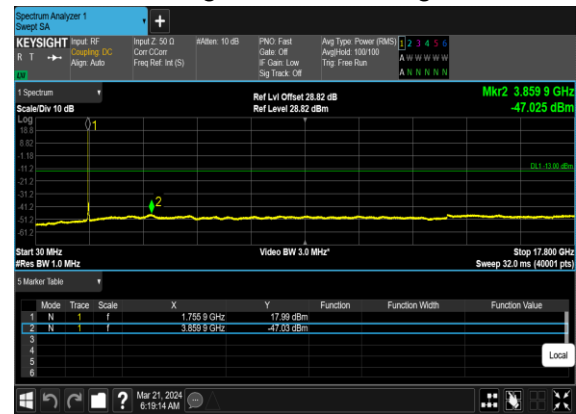 Spectrum Analyzer 1
Swept SA
+
KEYSIGHT Input: RF Input Z: 50 Ω #Atten: 10 dB PNO: Fast Avg Type: Power (RMS) 1 2 3 4 5 6
R T Coupling: DC Corr CCorr Gate: Off Avg|Hold: 100/100 A W W W W W
Align: Auto Freq Ref: Int (S) IF Gain: Low Trig: Free Run
Sig Track: Off A N N N N N
LU
1 Spectrum Ref Lvl Offset 28.82 dB Mkr2 3.859 9 GHz
Scale/Div 10 dB Ref Level 28.82 dBm -47.025 dBm
Log
18.8 1
8.82
-1.18
-11.2 DL1 -13.00 dBm
-21.2
-31.2
-41.2 2
-51.2
-61.2
Start 30 MHz Video BW 3.0 MHz* Stop 17.800 GHz
#Res BW 1.0 MHz Sweep 32.0 ms (40001 pts)
5 Marker Table
Mode Trace Scale X Y Function Function Width Function Value
1 N 1 f 1.755 9 GHz 17.99 dBm
2 N 1 f 3.859 9 GHz -47.03 dBm
3
4
5
6
Local
? Mar 21, 2024
6:19:14 AM